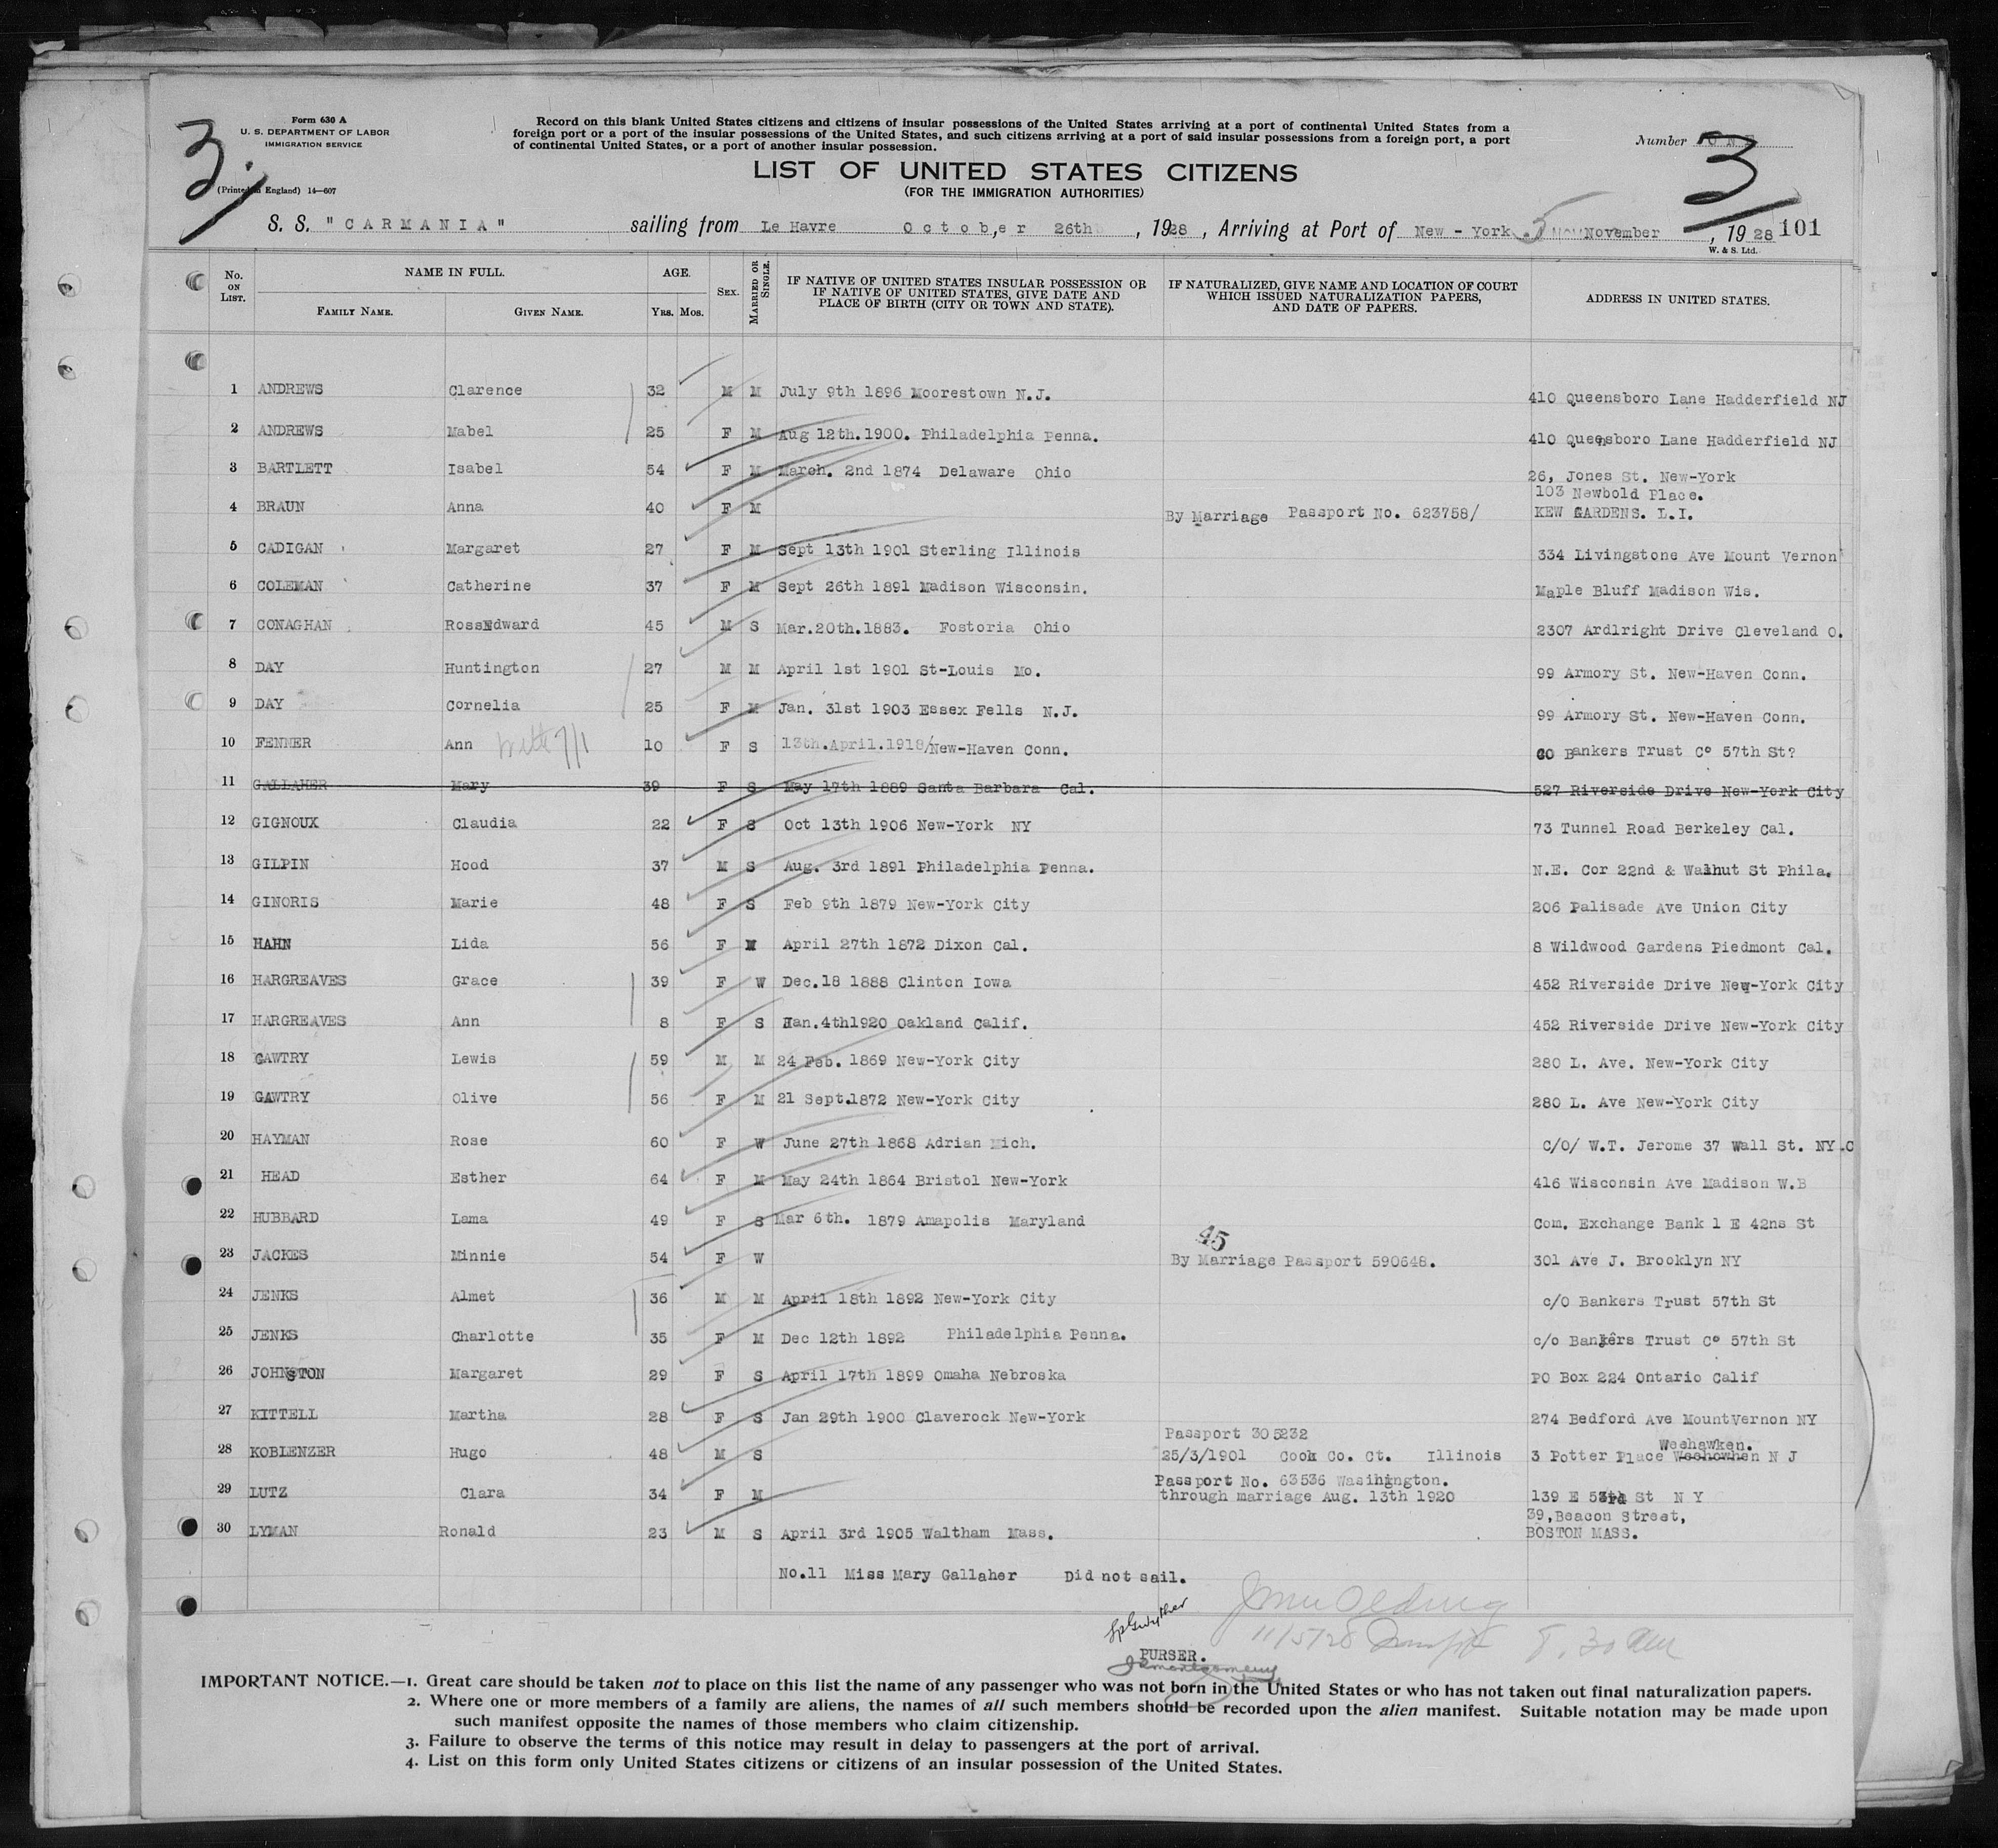 3.
Form 630 A
U. S. DEPARTMENT OF LABOR
IMMIGRATION SERVICE
(Printed in England) 14—607
Record on this blank United States citizens and citizens of insular possessions of the United States arriving at a port of continental United States from a
foreign port or a port of the insular possessions of the United States, and such citizens arriving at a port of said insular possessions from a foreign port, a port
of continental United States, or a port of another insular possession.
Number ONE
3
LIST OF UNITED STATES CITIZENS
(FOR THE IMMIGRATION AUTHORITIES)
S. S. "CARMANIA" sailing from Le Havre October 26th, 1928, Arriving at Port of New-York 5 November, 1928 101
W. & S. Ltd.
No. ON LIST. NAME IN FULL. FAMILY NAME. GIVEN NAME. AGE. YRS. MOS. SEX. MARRIED OR SINGLE. IF NATIVE OF UNITED STATES INSULAR POSSESSION OR IF NATIVE OF UNITED STATES, GIVE DATE AND PLACE OF BIRTH (CITY OR TOWN AND STATE). IF NATURALIZED, GIVE NAME AND LOCATION OF COURT WHICH ISSUED NATURALIZATION PAPERS, AND DATE OF PAPERS. ADDRESS IN UNITED STATES.
1 ANDREWS Clarence 32 M M July 9th 1896 Moorestown N.J. 410 Queensboro Lane Hadderfield NJ
2 ANDREWS Mabel 25 F M Aug 12th.1900. Philadelphia Penna. 410 Queensboro Lane Hadderfield NJ
3 BARTLETT Isabel 54 F M March. 2nd 1874 Delaware Ohio 26, Jones St. New-York
103 Newbold Place.
4 BRAUN Anna 40 F M By Marriage Passport No. 623758/ KEW GARDENS. L.I.
5 CADIGAN Margaret 27 F M Sept 13th 1901 Sterling Illinois 334 Livingstone Ave Mount Vernon
6 COLEMAN Catherine 37 F M Sept 26th 1891 Madison Wisconsin. Maple Bluff Madison Wis.
7 CONAGHAN RossEdward 45 M S Mar.20th.1883. Fostoria Ohio 2307 Ardlright Drive Cleveland O.
8 DAY Huntington 27 M M April 1st 1901 St-Louis Mo. 99 Armory St. New-Haven Conn.
9 DAY Cornelia 25 F M Jan. 31st 1903 Essex Fells N.J. 99 Armory St. New-Haven Conn.
10 FENNER Ann 7/1 10 F S 13th.April.1918/New-Haven Conn. CO Bankers Trust Co 57th St?
11 GALLAHER Mary 39 F S May 17th 1889 Santa Barbara Cal. 527 Riverside Drive New-York City
12 GIGNOUX Claudia 22 F S Oct 13th 1906 New-York NY 73 Tunnel Road Berkeley Cal.
13 GILPIN Hood 37 M S Aug. 3rd 1891 Philadelphia Penna. N.E. Cor 22nd & Walnut St Phila.
14 GINORIS Marie 48 F S Feb 9th 1879 New-York City 206 Palisade Ave Union City
15 HAHN Lida 56 F M April 27th 1872 Dixon Cal. 8 Wildwood Gardens Piedmont Cal.
16 HARGREAVES Grace 39 F W Dec.18 1888 Clinton Iowa 452 Riverside Drive New-York City
17 HARGREAVES Ann 8 F S Jan.4th1920 Oakland Calif. 452 Riverside Drive New-York City
18 GAWTRY Lewis 59 M M 24 Feb. 1869 New-York City 280 L. Ave. New-York City
19 GAWTRY Olive 56 F M 21 Sept.1872 New-York City 280 L. Ave New-York City
20 HAYMAN Rose 60 F W June 27th 1868 Adrian Mich. C/O/ W.T. Jerome 37 Wall St. NY.C
21 HEAD Esther 64 F M May 24th 1864 Bristol New-York 416 Wisconsin Ave Madison W.B
22 HUBBARD Lama 49 F S Mar 6th. 1879 Amapolis Maryland Com. Exchange Bank 1 E 42ns St
45
23 JACKES Minnie 54 F W By Marriage Passport 590648. 301 Ave J. Brooklyn NY
24 JENKS Almet 36 M M April 18th 1892 New-York City c/O Bankers Trust 57th St
25 JENKS Charlotte 35 F M Dec 12th 1892 Philadelphia Penna. c/o Bankers Trust Co 57th St
26 JOHNSTON Margaret 29 F S April 17th 1899 Omaha Nebroska PO Box 224 Ontario Calif
27 KITTELL Martha 28 F S Jan 29th 1900 Claverock New-York 274 Bedford Ave MountVernon NY
Passport 305232 Weehawken.
28 KOBLENZER Hugo 48 M S 25/3/1901 Cook Co. Ct. Illinois 3 Potter Place Weehowhen N J
Passport No. 63536 Wasihington.
29 LUTZ Clara 34 F M through marriage Aug. 13th 1920 139 E 53rd St N Y
39,Beacon Street,
30 LYMAN Ronald 23 M S April 3rd 1905 Waltham Mass. BOSTON MASS.
No.11 Miss Mary Gallaher Did not sail.
11/5/28 8.30 AM
PURSER.
IMPORTANT NOTICE.—1. Great care should be taken not to place on this list the name of any passenger who was not born in the United States or who has not taken out final naturalization papers.
2. Where one or more members of a family are aliens, the names of all such members should be recorded upon the alien manifest. Suitable notation may be made upon
such manifest opposite the names of those members who claim citizenship.
3. Failure to observe the terms of this notice may result in delay to passengers at the port of arrival.
4. List on this form only United States citizens or citizens of an insular possession of the United States.